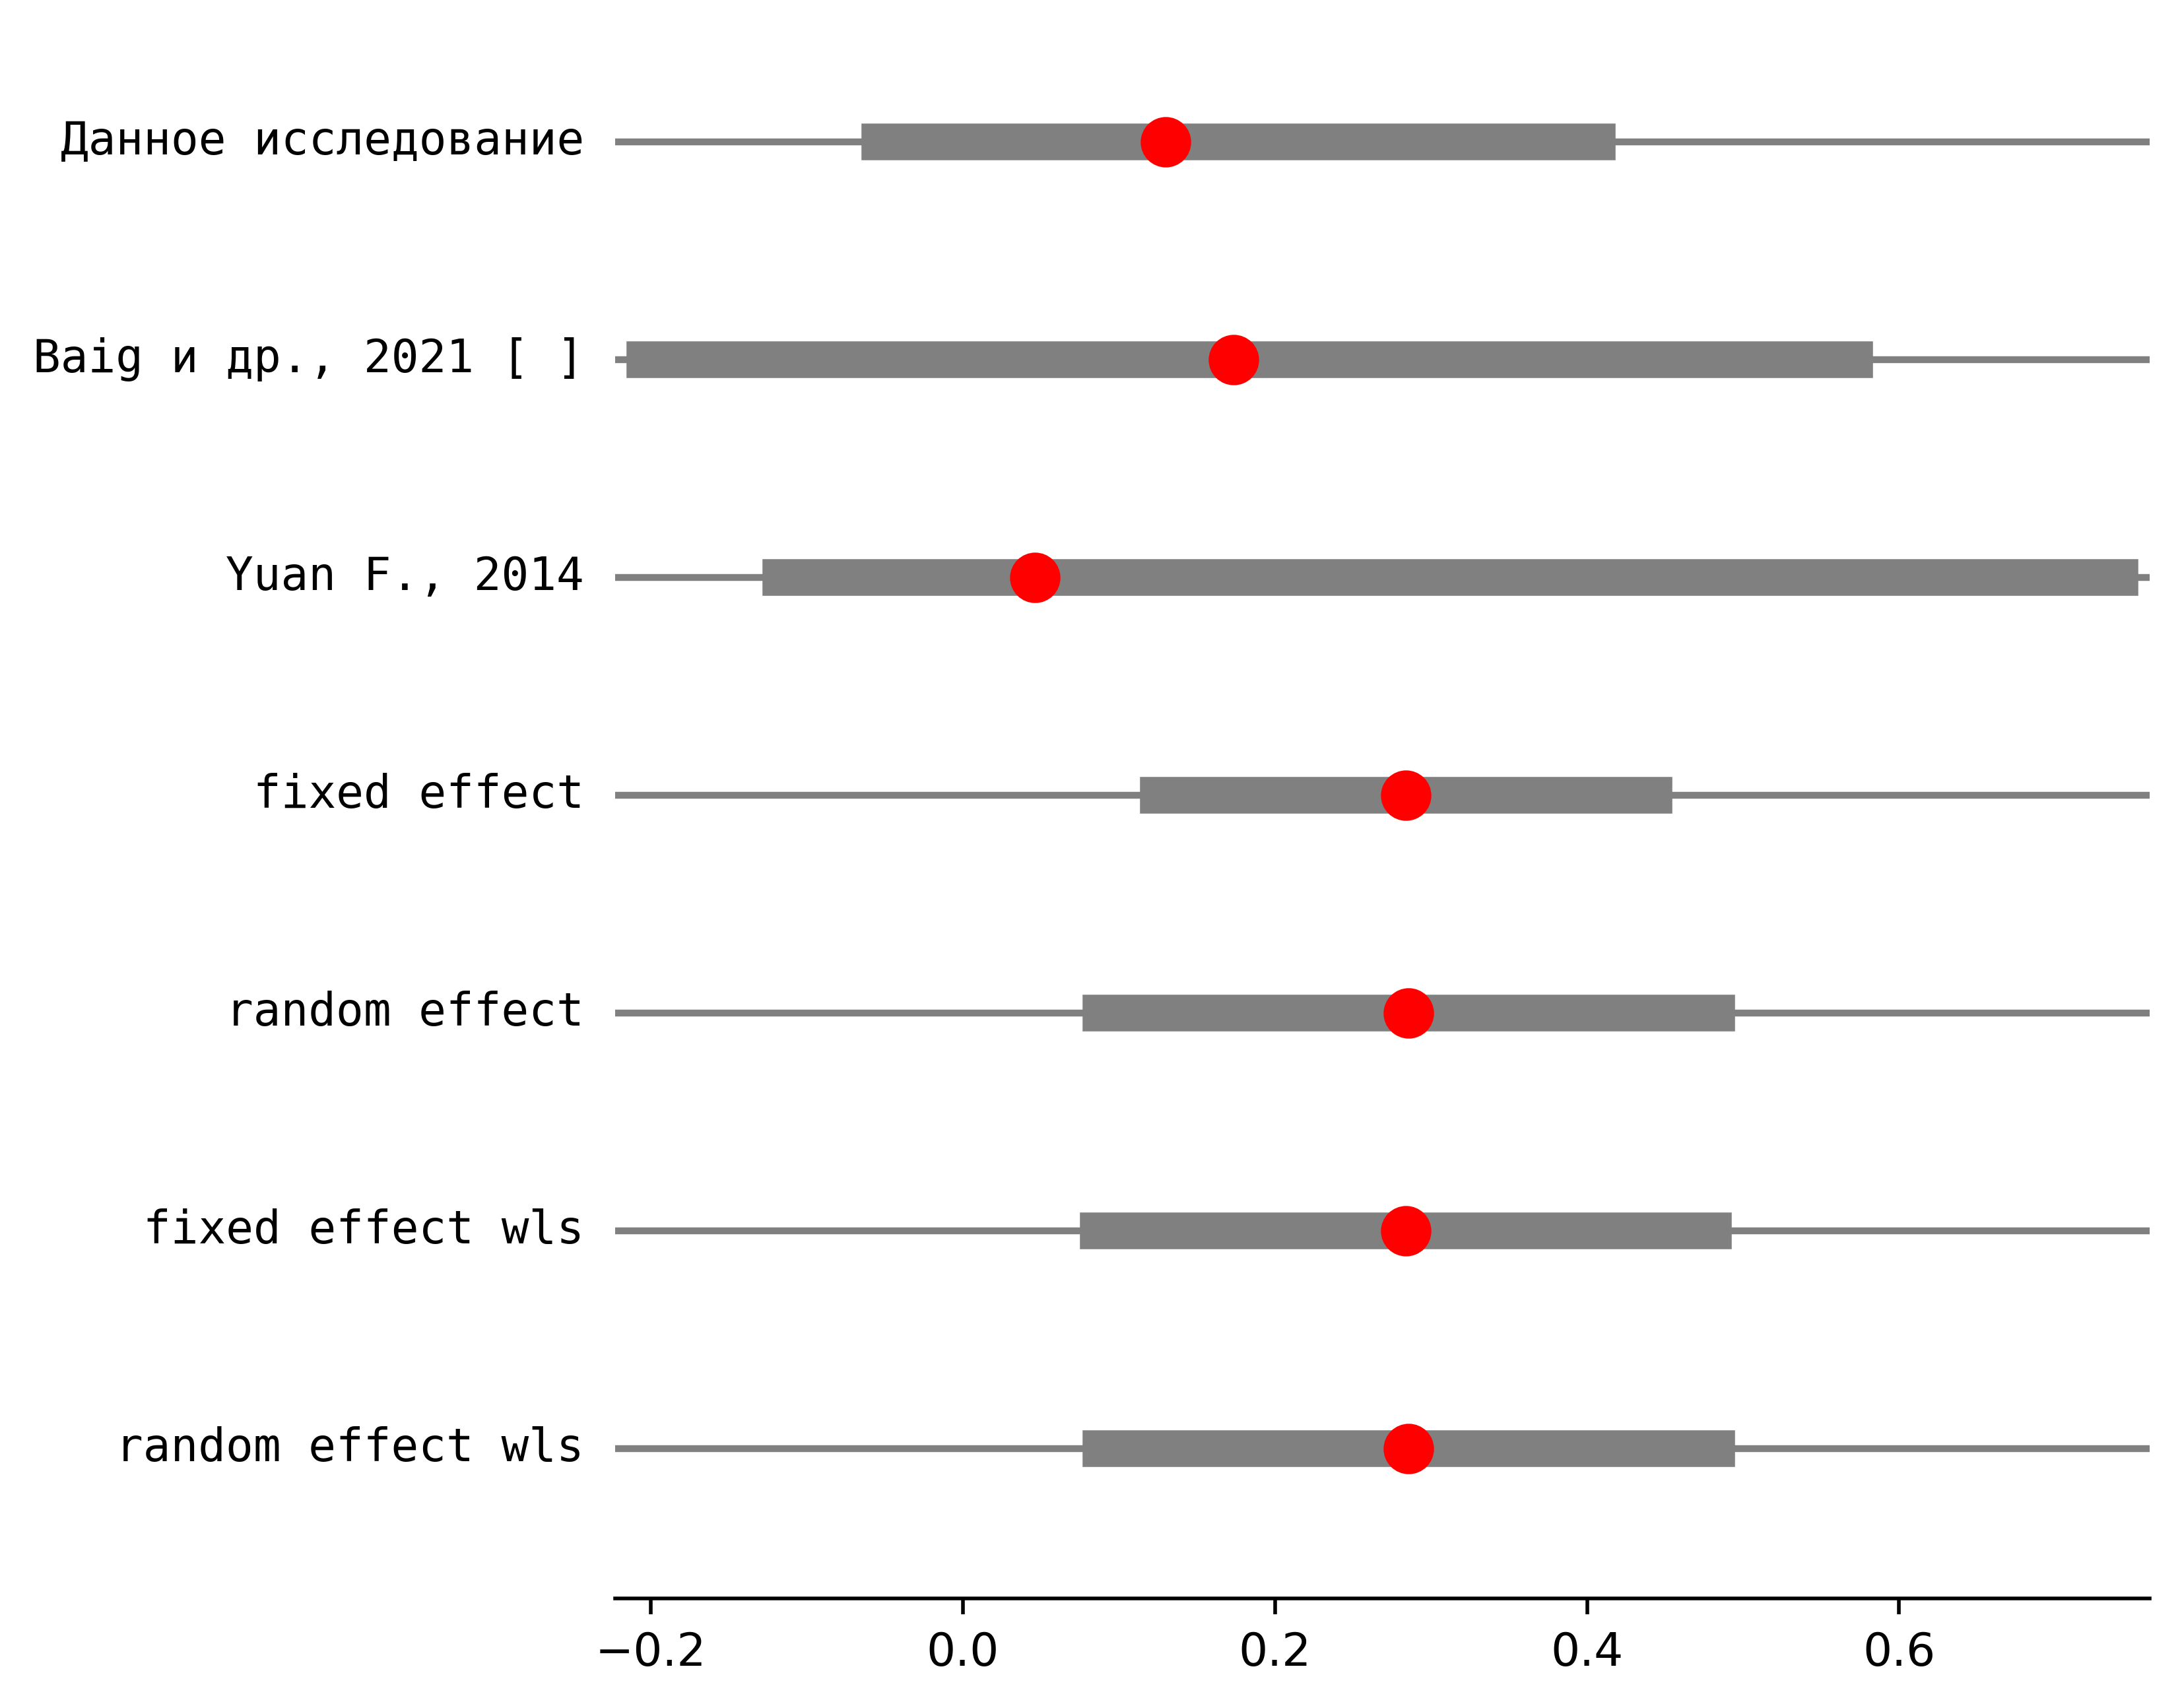 Данное исследование
Baig и др., 2021 [ ]
Yuan F., 2014
fixed effect
random effect
fixed effect wls
random effect wls
−0.2 0.0 0.2 0.4 0.6